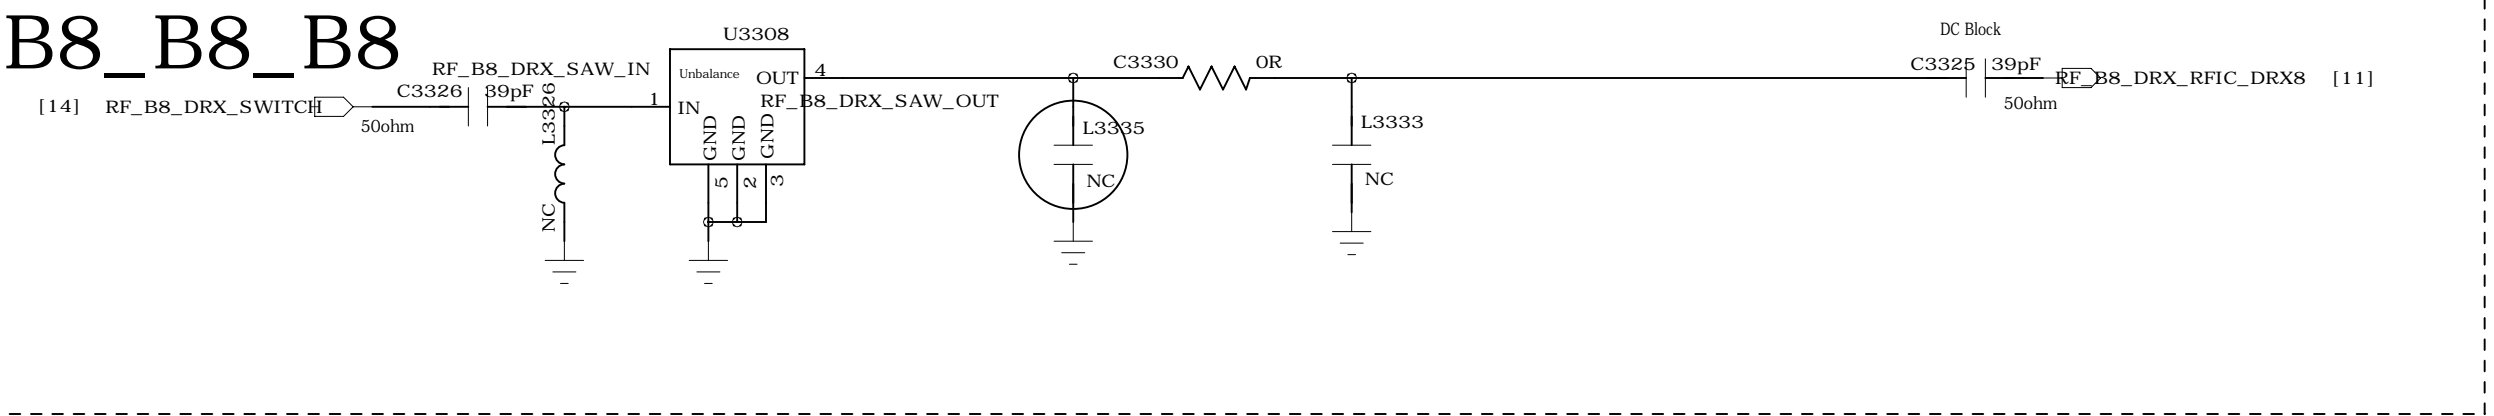 B8_B8_B8
[14] RF_B8_DRX_SWITCH
50ohm
C3326 39pF
RF_B8_DRX_SAW_IN
L3326
NC
U3308
Unbalance
1 IN
OUT 4
GND GND GND
5 2 3
RF_B8_DRX_SAW_OUT
L3335
NC
C3330 0R
L3333
NC
DC Block
C3325 39pF
50ohm
RF_B8_DRX_RFIC_DRX8 [11]